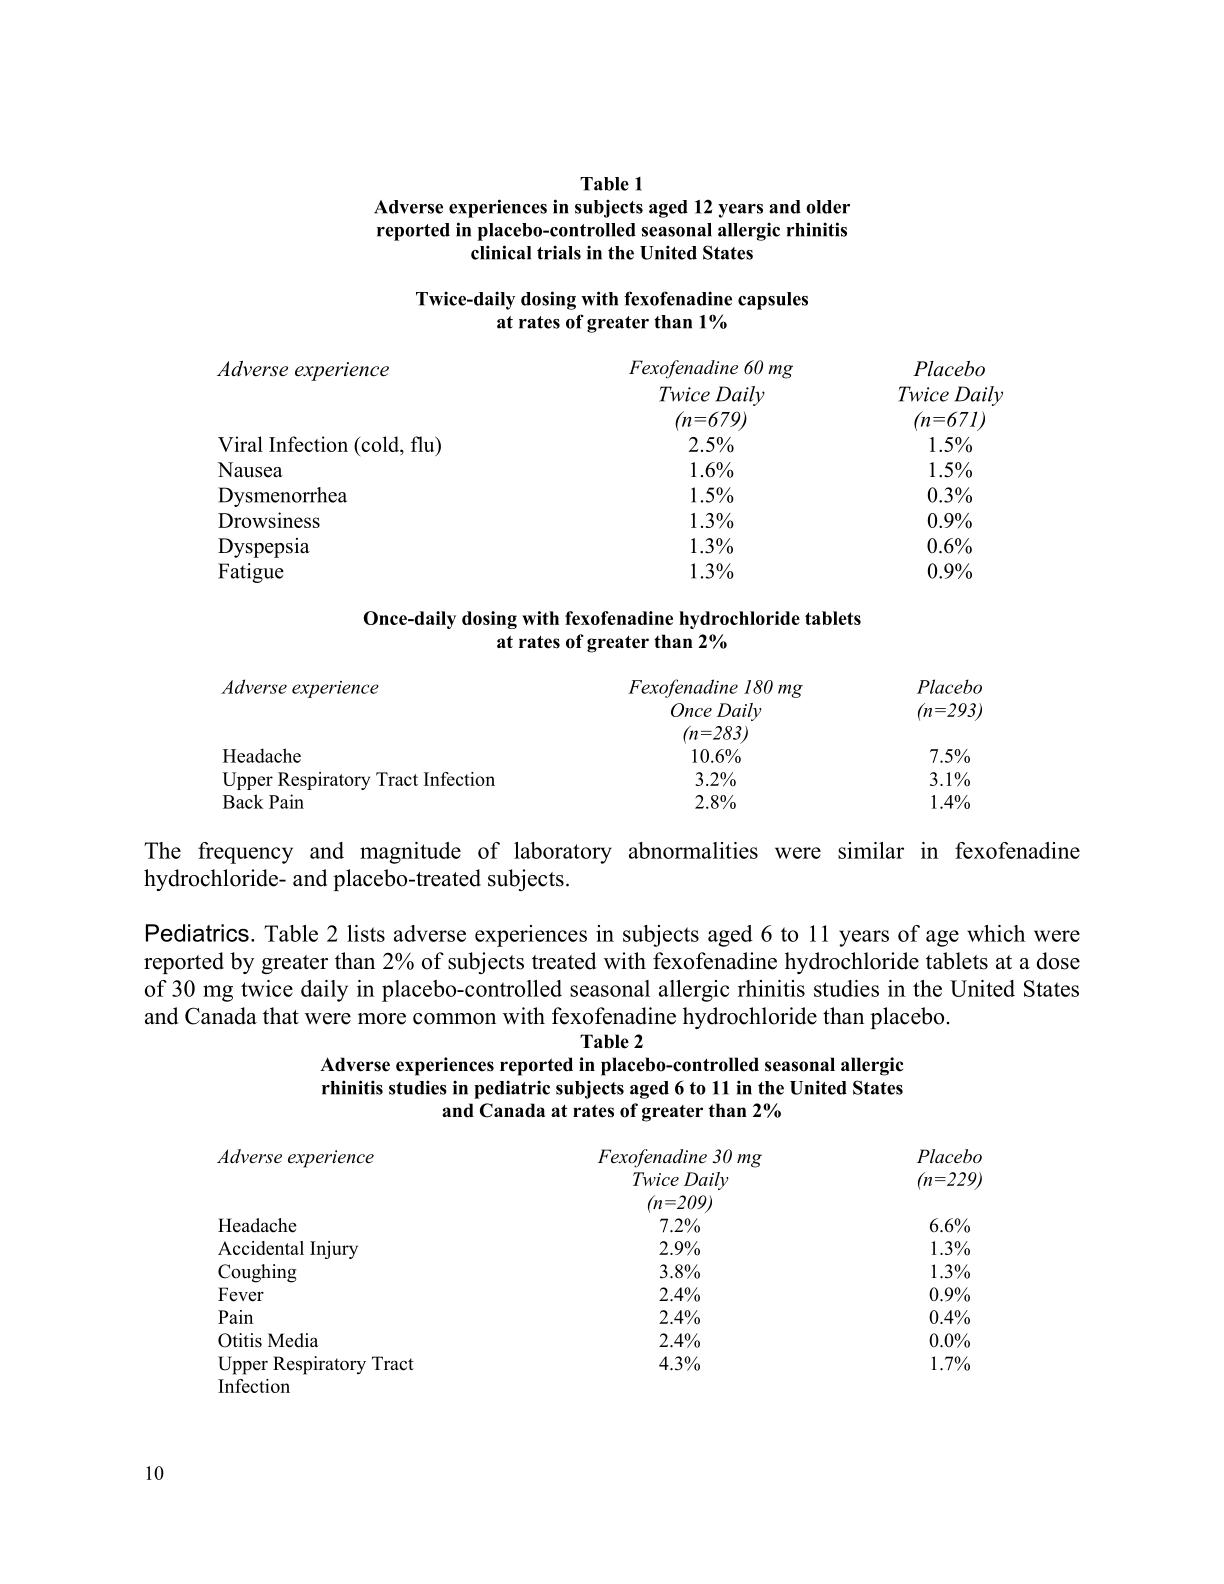 Table 1
Adverse experiences in subjects aged 12 years and older
reported in placebo-controlled seasonal allergic rhinitis
clinical trials in the United States
Twice-daily dosing with fexofenadine capsules
at rates of greater than 1%
Adverse experience Fexofenadine 60 mg Placebo
Twice Daily Twice Daily
(n=679) (n=671)
Viral Infection (cold, flu) 2.5% 1.5%
Nausea 1.6% 1.5%
Dysmenorrhea 1.5% 0.3%
Drowsiness 1.3% 0.9%
Dyspepsia 1.3% 0.6%
Fatigue 1.3% 0.9%
Once-daily dosing with fexofenadine hydrochloride tablets
at rates of greater than 2%
Adverse experience Fexofenadine 180 mg Placebo
Once Daily (n=293)
(n=283)
Headache 10.6% 7.5%
Upper Respiratory Tract Infection 3.2% 3.1%
Back Pain 2.8% 1.4%
The frequency and magnitude of laboratory abnormalities were similar in fexofenadine
hydrochloride- and placebo-treated subjects.
Pediatrics. Table 2 lists adverse experiences in subjects aged 6 to 11 years of age which were
reported by greater than 2% of subjects treated with fexofenadine hydrochloride tablets at a dose
of 30 mg twice daily in placebo-controlled seasonal allergic rhinitis studies in the United States
and Canada that were more common with fexofenadine hydrochloride than placebo.
Table 2
Adverse experiences reported in placebo-controlled seasonal allergic
rhinitis studies in pediatric subjects aged 6 to 11 in the United States
and Canada at rates of greater than 2%
Adverse experience Fexofenadine 30 mg Placebo
Twice Daily (n=229)
(n=209)
Headache 7.2% 6.6%
Accidental Injury 2.9% 1.3%
Coughing 3.8% 1.3%
Fever 2.4% 0.9%
Pain 2.4% 0.4%
Otitis Media 2.4% 0.0%
Upper Respiratory Tract 4.3% 1.7%
Infection
10